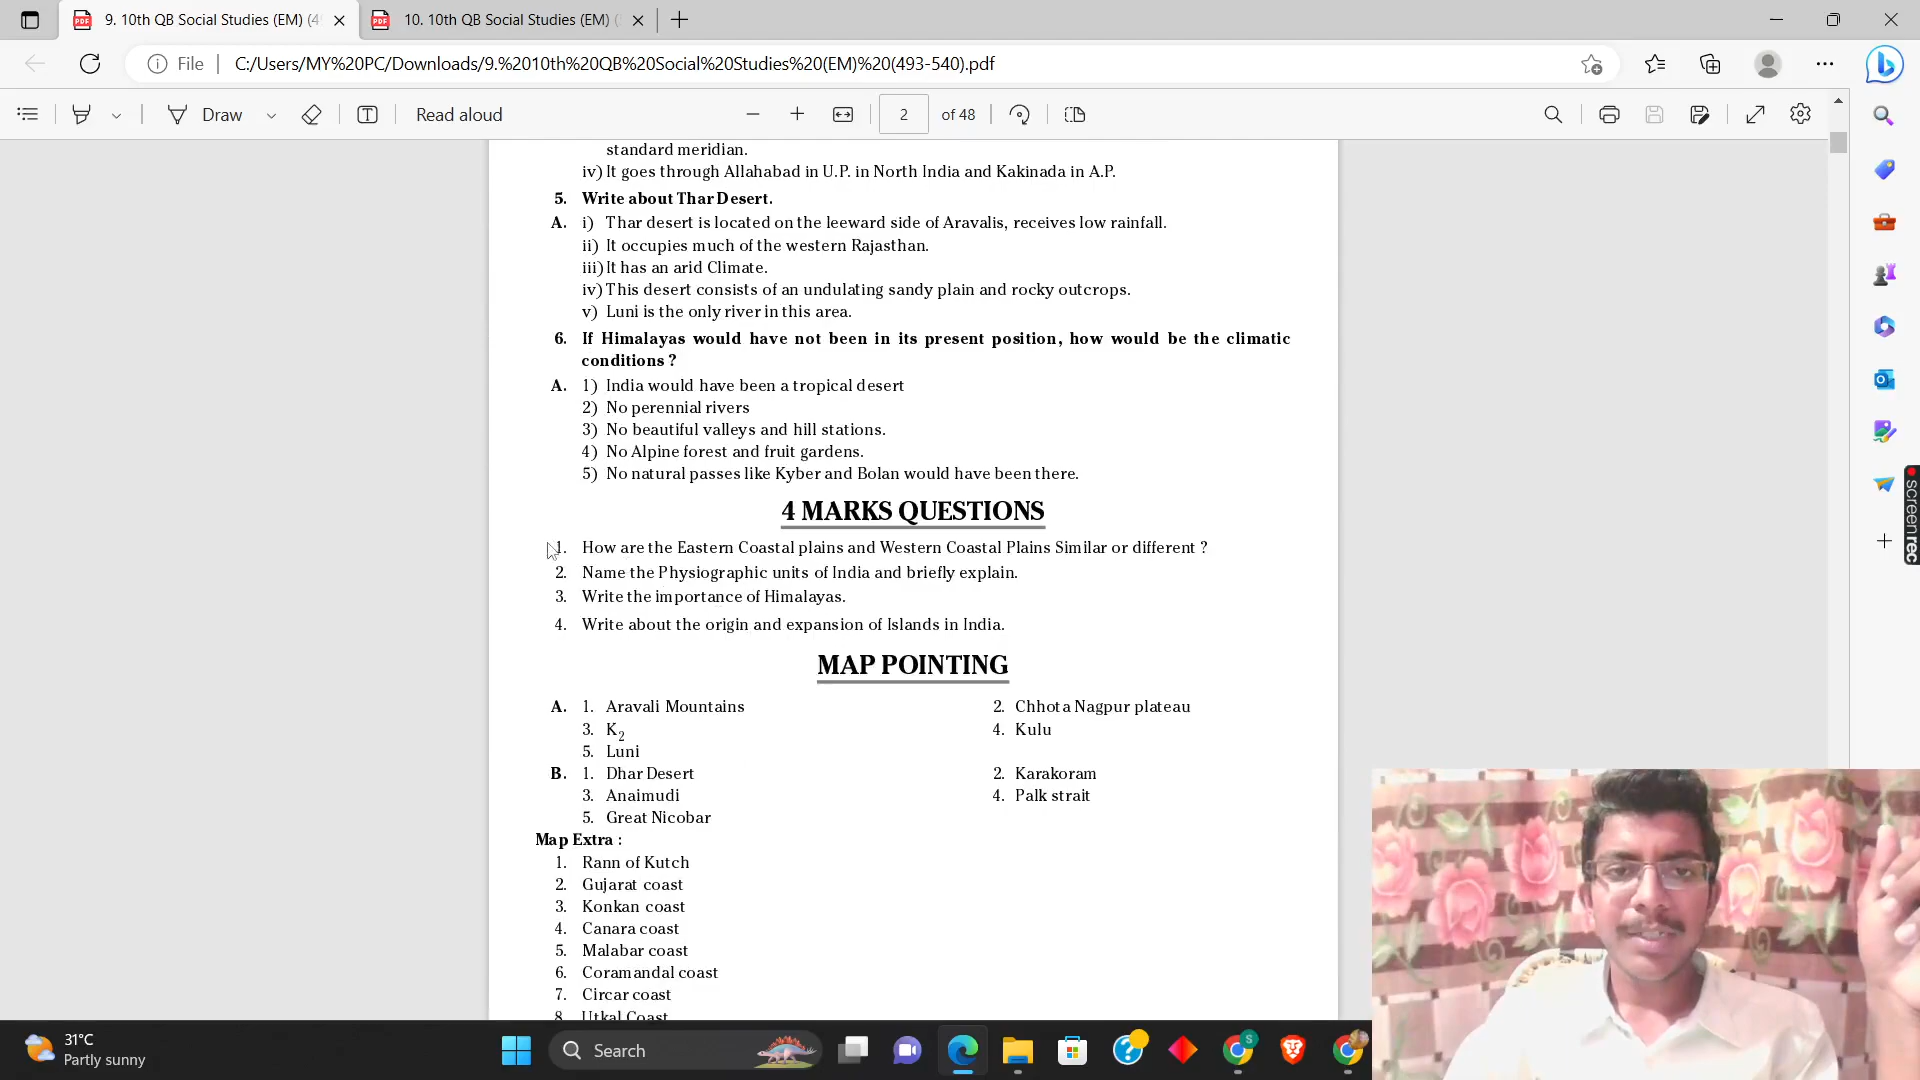 9. 10th QB Social Studies (EM) (4
10. 10th QB Social Studies (EM) (
File
C:/Users/MY%20PC/Downloads/9.%2010th%20QB%20Social%20Studies%20(EM)%20(493-540).pdf
Draw
Read aloud
2 of 48
standard meridian.
iv) It goes through Allahabad in U.P. in North India and Kakinada in A.P.
5. Write about Thar Desert.
A. i) Thar desert is located on the leeward side of Aravalis, receives low rainfall.
ii) It occupies much of the western Rajasthan.
iii) It has an arid Climate.
iv) This desert consists of an undulating sandy plain and rocky outcrops.
v) Luni is the only river in this area.
6. If Himalayas would have not been in its present position, how would be the climatic
conditions ?
A. 1) India would have been a tropical desert
2) No perennial rivers
3) No beautiful valleys and hill stations.
4) No Alpine forest and fruit gardens.
5) No natural passes like Kyber and Bolan would have been there.
4 MARKS QUESTIONS
1. How are the Eastern Coastal plains and Western Coastal Plains Similar or different ?
2. Name the Physiographic units of India and briefly explain.
3. Write the importance of Himalayas.
4. Write about the origin and expansion of Islands in India.
MAP POINTING
A. 1. Aravali Mountains 2. Chhota Nagpur plateau
3. K2 4. Kulu
5. Luni
B. 1. Dhar Desert 2. Karakoram
3. Anaimudi 4. Palk strait
5. Great Nicobar
Map Extra :
1. Rann of Kutch
2. Gujarat coast
3. Konkan coast
4. Canara coast
5. Malabar coast
6. Coramandal coast
7. Circar coast
8. Utkal Coast
screenrec
31°C
Partly sunny
Search